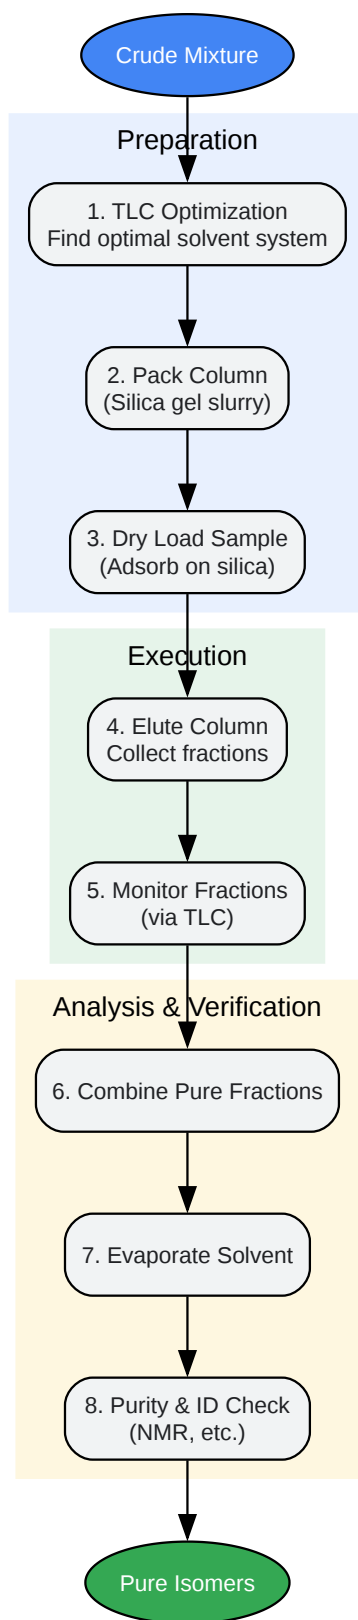 Crude Mixture
Preparation
1. TLC Optimization
Find optimal solvent system
2. Pack Column
(Silica gel slurry)
3. Dry Load Sample
(Adsorb on silica)
Execution
4. Elute Column
Collect fractions
5. Monitor Fractions
(via TLC)
Analysis & Verification
6. Combine Pure Fractions
7. Evaporate Solvent
8. Purity & ID Check
(NMR, etc.)
Pure Isomers